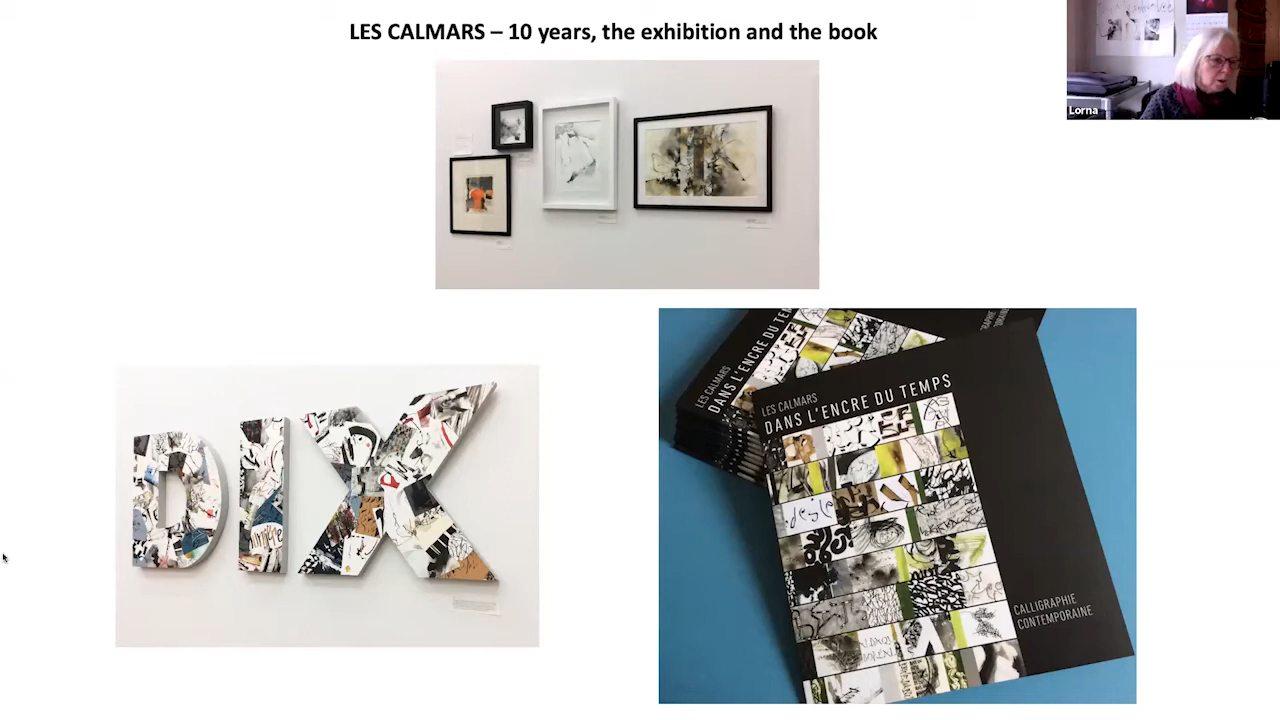 LES CALMARS – 10 years, the exhibition and the book
Lorna
DIX
LES CALMARS
DANS L'ENCRE DU TEM
LES CALMARS
DANS L'ENCRE DU TEMPS
CALLIGRAPHIE
CONTEMPORAINE